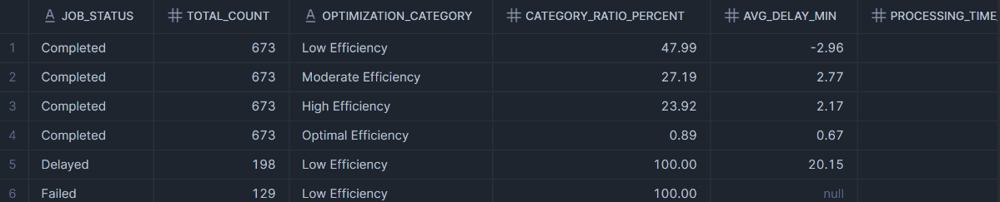 JOB_STATUS TOTAL_COUNT OPTIMIZATION_CATEGORY CATEGORY_RATIO_PERCENT AVG_DELAY_MIN PROCESSING_TIME_
1 Completed 673 Low Efficiency 47.99 -2.96
2 Completed 673 Moderate Efficiency 27.19 2.77
3 Completed 673 High Efficiency 23.92 2.17
4 Completed 673 Optimal Efficiency 0.89 0.67
5 Delayed 198 Low Efficiency 100.00 20.15
6 Failed 129 Low Efficiency 100.00 null